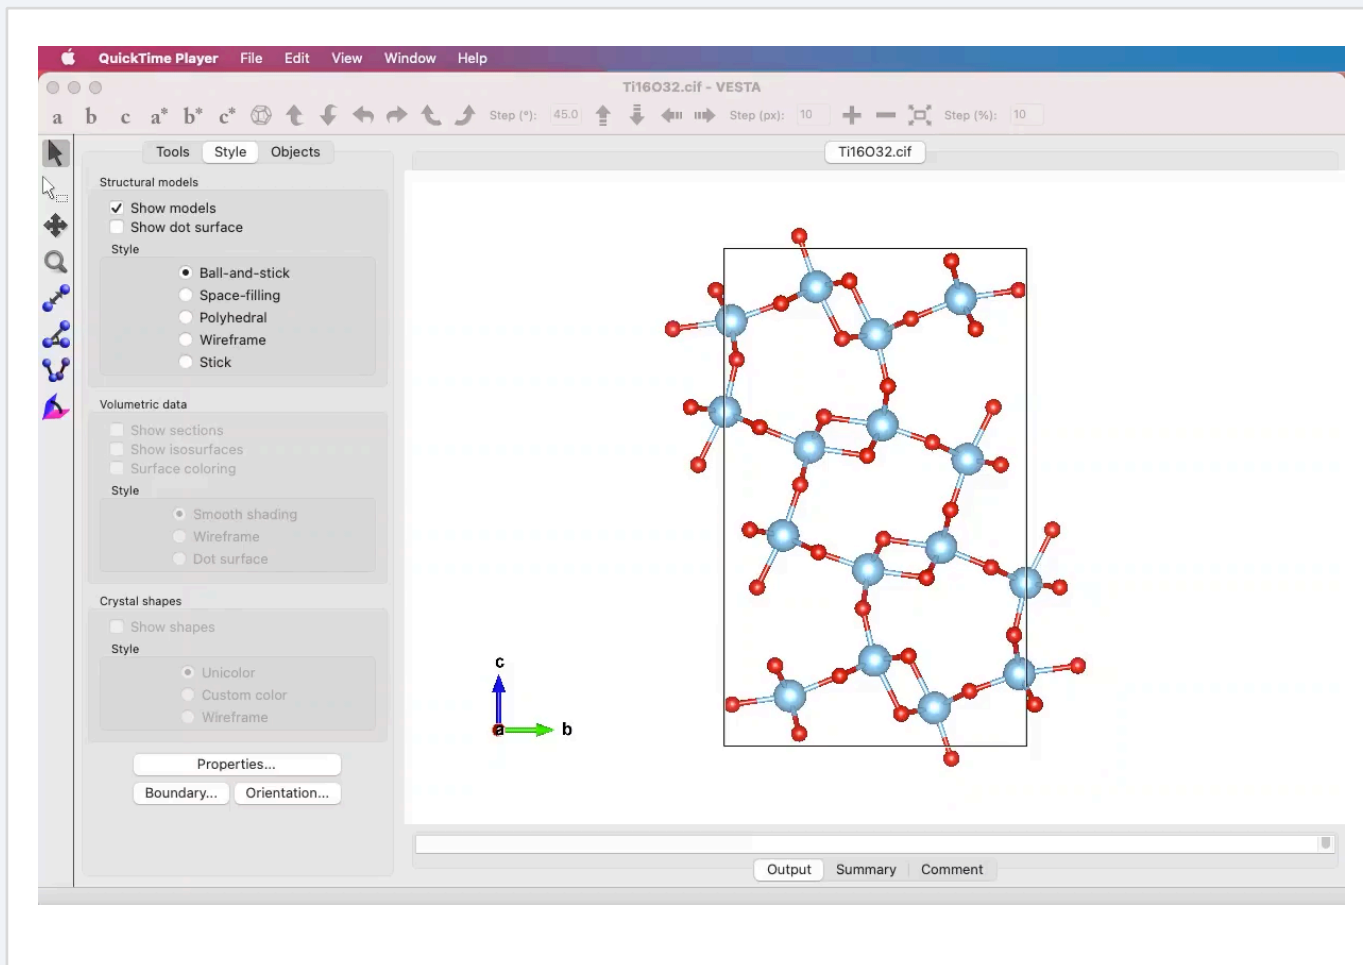 QuickTime Player File Edit View Window Help
Ti16O32.cif - VESTA
a b c a* b* c* Step (°): 45.0 Step (px): 10 Step (%): 10
Tools Style Objects
Ti16O32.cif
Structural models
Show models
Show dot surface
Style
Ball-and-stick
Space-filling
Polyhedral
Wireframe
Stick
Volumetric data
Show sections
Show isosurfaces
Surface coloring
Style
Smooth shading
Wireframe
Dot surface
Crystal shapes
Show shapes
Style
Unicolor
Custom color
Wireframe
Properties...
Boundary... Orientation...
c
a b
Output Summary Comment